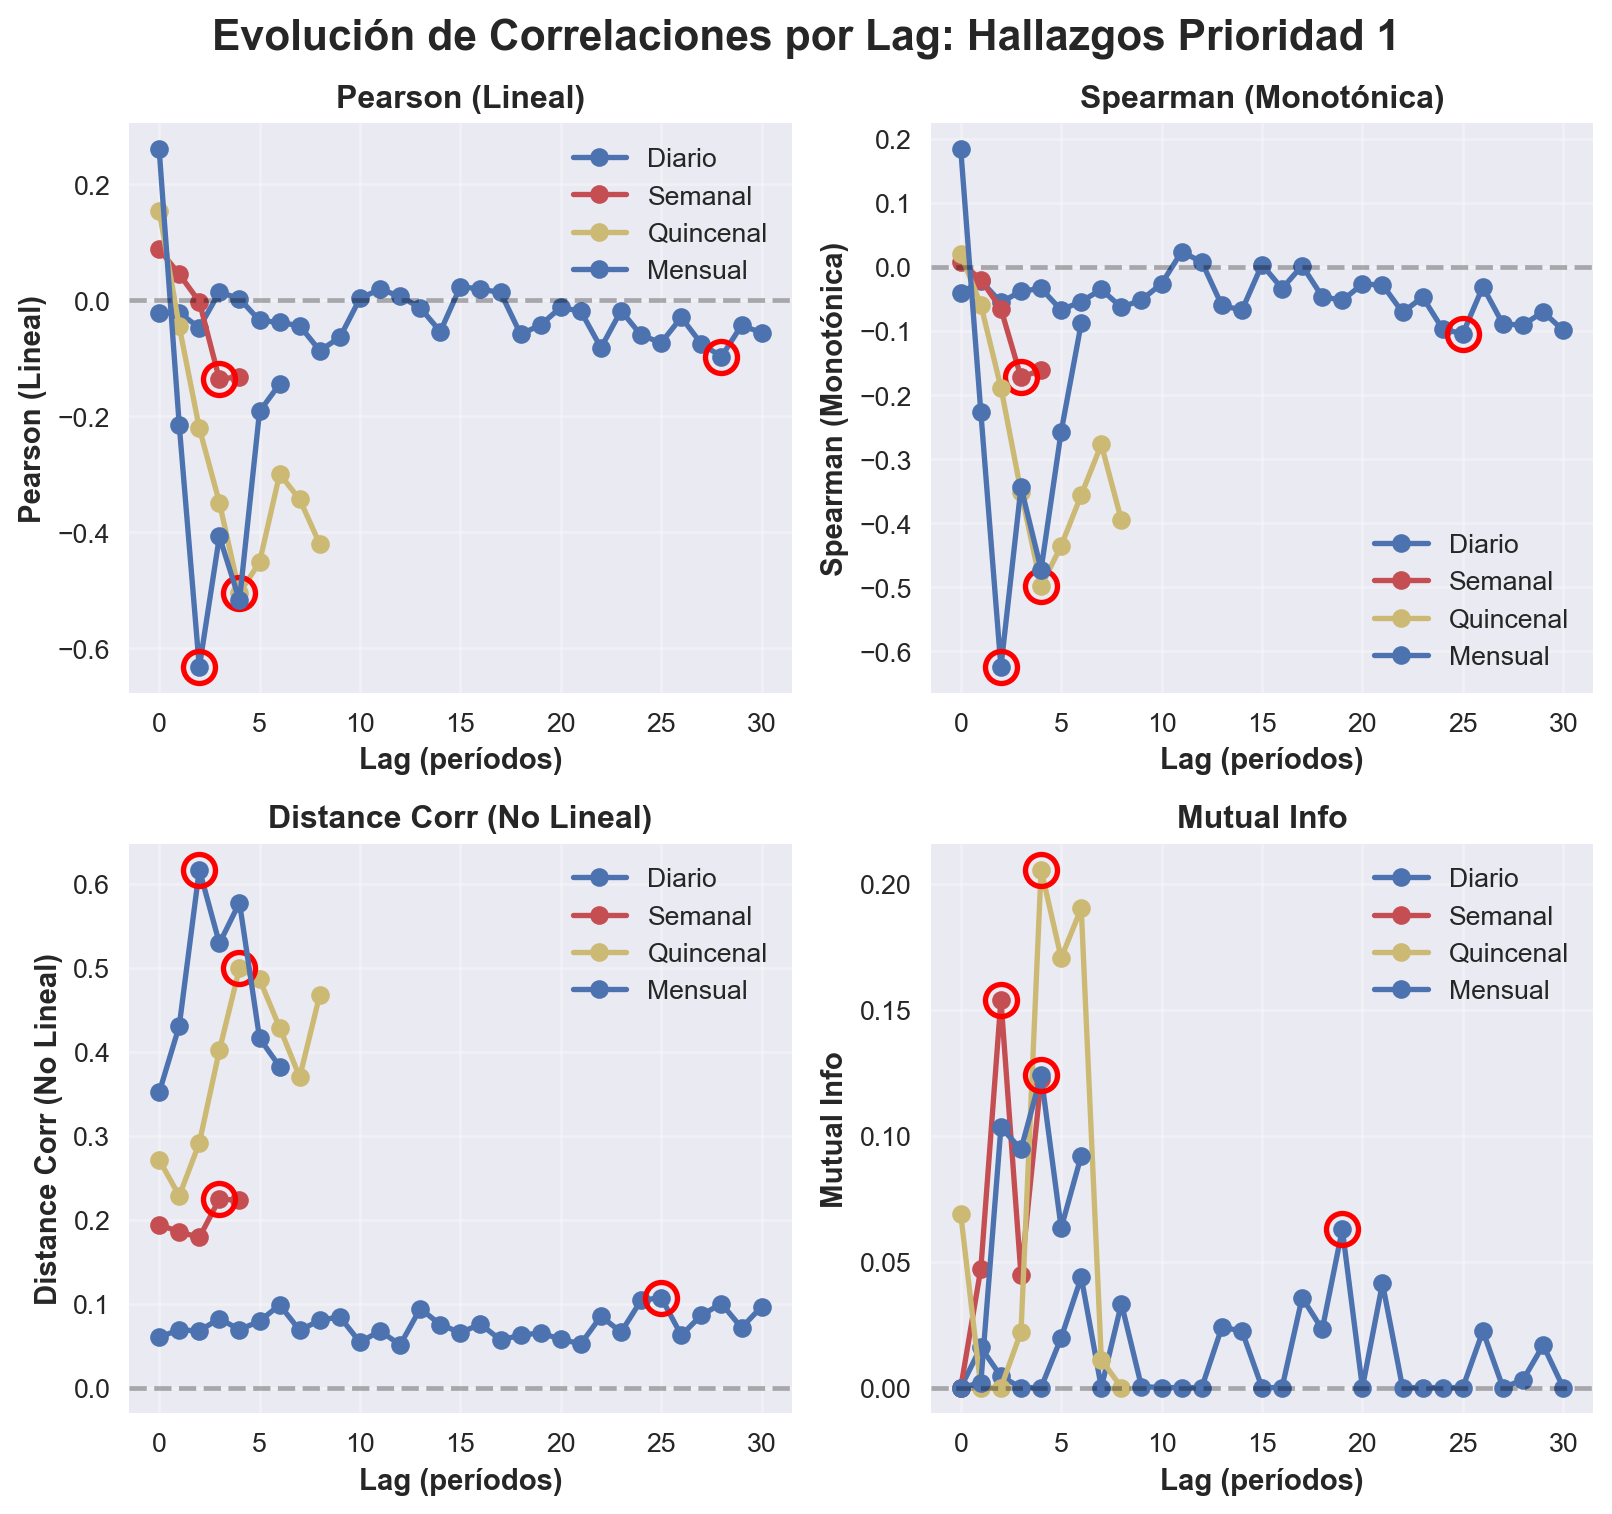 Evolución de Correlaciones por Lag: Hallazgos Prioridad 1
Pearson (Lineal)
Pearson (Lineal)
0.2
0.0
−0.2
−0.4
−0.6
Diario
Semanal
Quincenal
Mensual
0 5 10 15 20 25 30
Lag (períodos)
Spearman (Monotónica)
Spearman (Monotónica)
0.2
0.1
0.0
−0.1
−0.2
−0.3
−0.4
−0.5
−0.6
Diario
Semanal
Quincenal
Mensual
0 5 10 15 20 25 30
Lag (períodos)
Distance Corr (No Lineal)
Distance Corr (No Lineal)
0.6
0.5
0.4
0.3
0.2
0.1
0.0
Diario
Semanal
Quincenal
Mensual
0 5 10 15 20 25 30
Lag (períodos)
Mutual Info
Mutual Info
0.20
0.15
0.10
0.05
0.00
Diario
Semanal
Quincenal
Mensual
0 5 10 15 20 25 30
Lag (períodos)